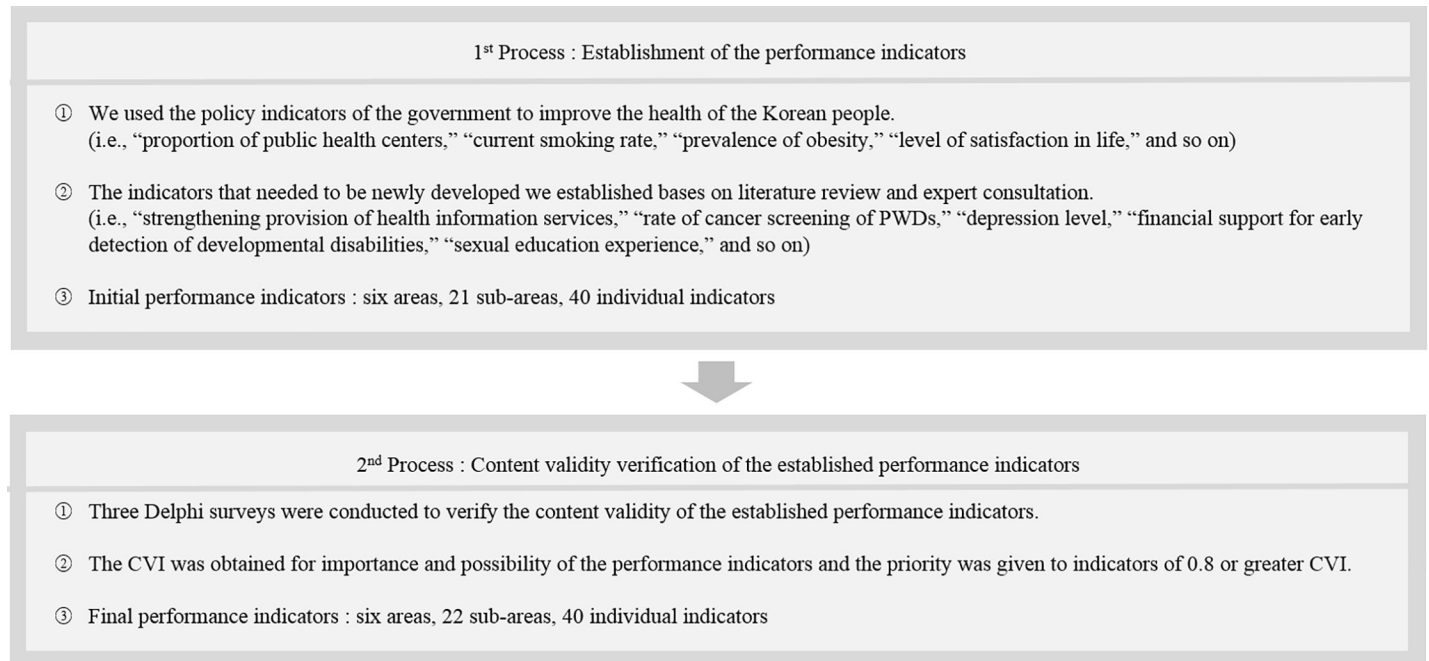 1st Process : Establishment of the performance indicators
① We used the policy indicators of the government to improve the health of the Korean people.
(i.e., “proportion of public health centers,” “current smoking rate,” “prevalence of obesity,” “level of satisfaction in life,” and so on)
② The indicators that needed to be newly developed we established bases on literature review and expert consultation.
(i.e., “strengthening provision of health information services,” “rate of cancer screening of PWDs,” “depression level,” “financial support for early
detection of developmental disabilities,” “sexual education experience,” and so on)
③ Initial performance indicators : six areas, 21 sub-areas, 40 individual indicators
2nd Process : Content validity verification of the established performance indicators
① Three Delphi surveys were conducted to verify the content validity of the established performance indicators.
② The CVI was obtained for importance and possibility of the performance indicators and the priority was given to indicators of 0.8 or greater CVI.
③ Final performance indicators : six areas, 22 sub-areas, 40 individual indicators